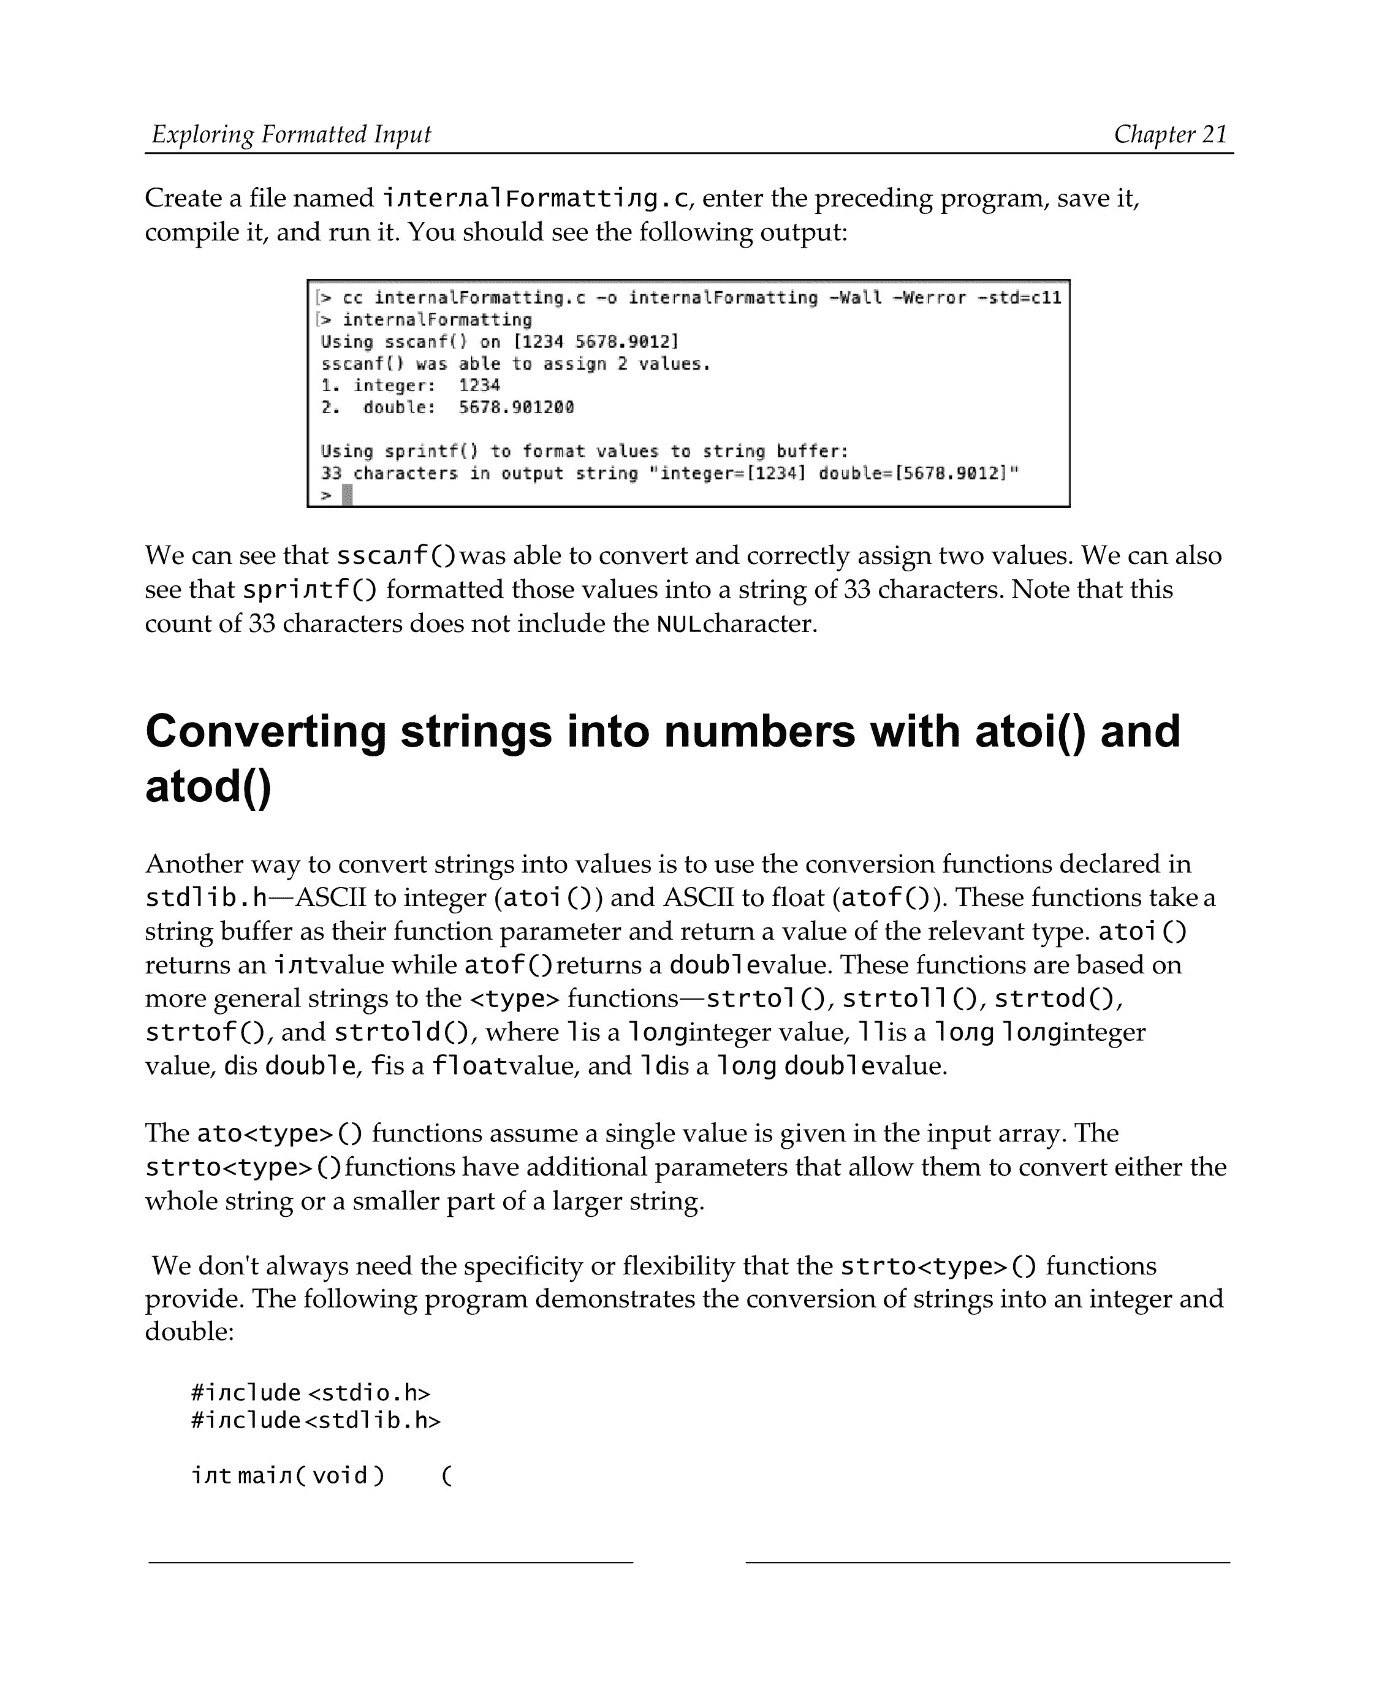 Exploring Formatted Input Chapter 21
Create a file named iлterлalFormattiлg.c, enter the preceding program, save it,
compile it, and run it. You should see the following output:
[> cc internalFormatting.c -o internalFormatting -Wall -Werror -std=c11
[> internalFormatting
Using sscanf() on [1234 5678.9012]
sscanf() was able to assign 2 values.
1. integer: 1234
2. double: 5678.901200
Using sprintf() to format values to string buffer:
33 characters in output string "integer=[1234] double=[5678.9012]"
>
We can see that sscaлf()was able to convert and correctly assign two values. We can also
see that spriлtf() formatted those values into a string of 33 characters. Note that this
count of 33 characters does not include the NULcharacter.
Converting strings into numbers with atoi() and
atod()
Another way to convert strings into values is to use the conversion functions declared in
stdlib.h—ASCII to integer (atoi()) and ASCII to float (atof()). These functions take a
string buffer as their function parameter and return a value of the relevant type. atoi()
returns an iлtvalue while atof()returns a doublevalue. These functions are based on
more general strings to the <type> functions—strtol(), strtoll(), strtod(),
strtof(), and strtold(), where lis a loлginteger value, llis a loлg loлginteger
value, dis double, fis a floatvalue, and ldis a loлg doublevalue.
The ato<type>() functions assume a single value is given in the input array. The
strto<type>()functions have additional parameters that allow them to convert either the
whole string or a smaller part of a larger string.
We don't always need the specificity or flexibility that the strto<type>() functions
provide. The following program demonstrates the conversion of strings into an integer and
double:
#iлclude <stdio.h>
#iлclude<stdlib.h>
iлt maiл( void ) (